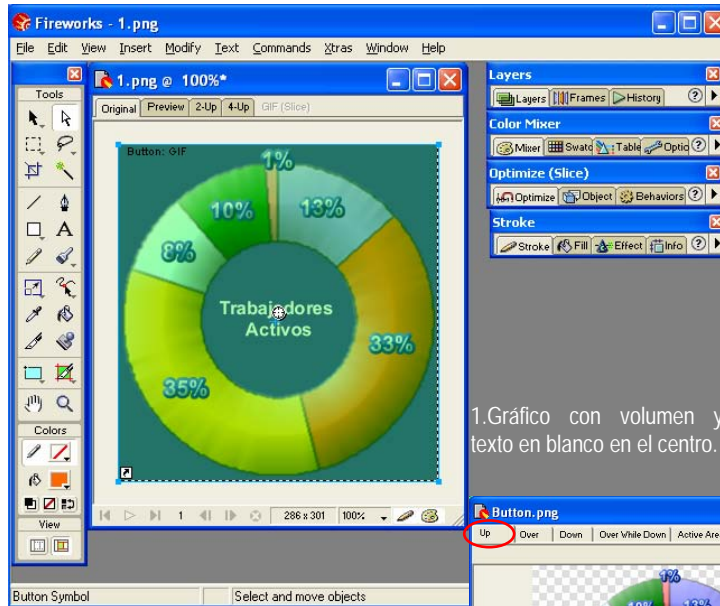 Fireworks - 1.png
File Edit View Insert Modify Text Commands Xtras Window Help
Tools
Colors
View
1.png @ 100%*
Original Preview 2-Up 4-Up GIF (Slice)
Button: GIF
1%
10%
13%
8%
Trabajadores
Activos
33%
35%
1 286 x 301 100%
Layers
Layers Frames History
Color Mixer
Mixer Swatc Table Optic
Optimize (Slice)
Optimize Object Behaviors
Stroke
Stroke Fill Effect Info
1.Gráfico con volumen y
texto en blanco en el centro.
Button.png
Up Over Down Over While Down Active Are
1%
10% 13%
Button Symbol Select and move objects